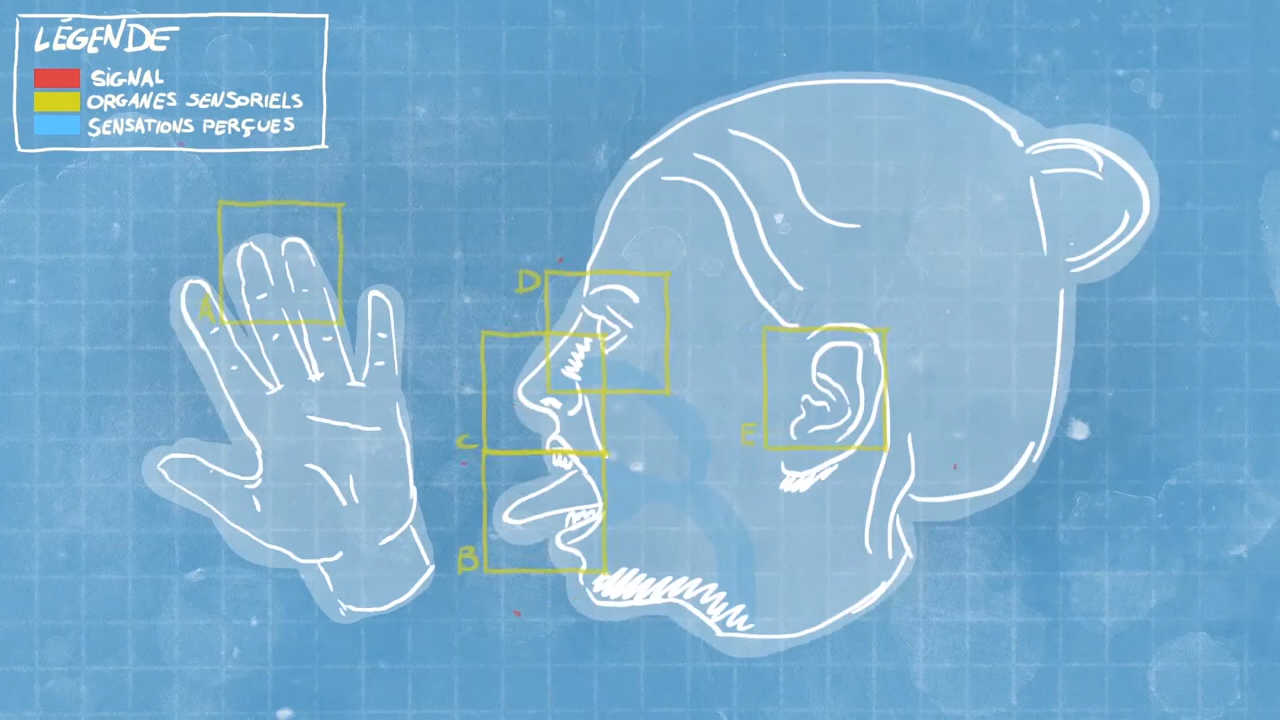 LÉGENDE
SIGNAL
ORGANES SENSORIELS
SENSATIONS PERÇUES
A
D
C
E
B